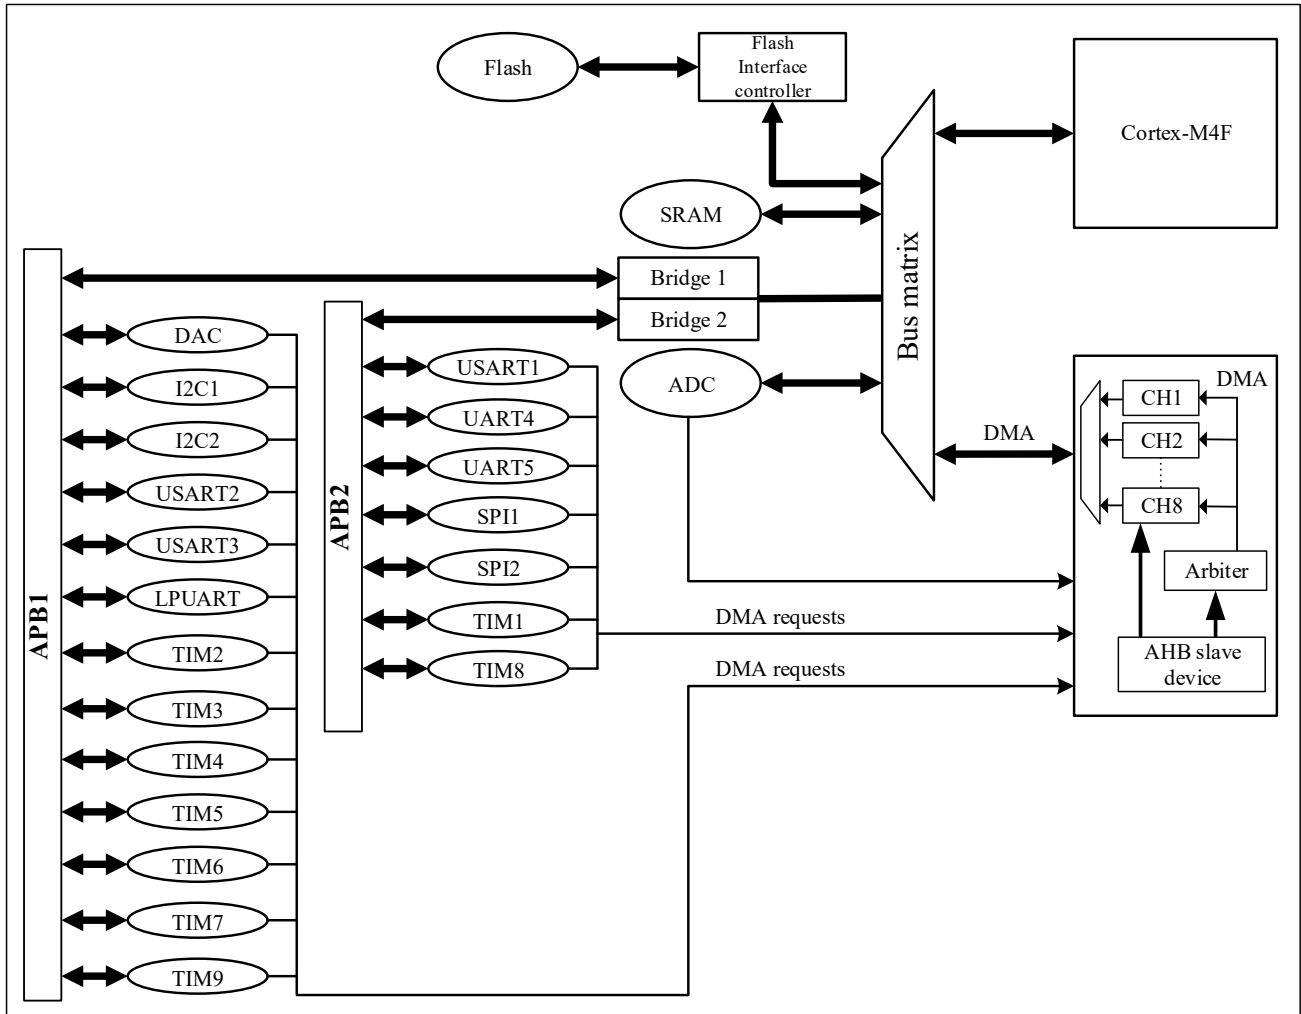 Flash
Flash
Interface
controller
Cortex-M4F
SRAM
Bus matrix
Bridge 1
Bridge 2
ADC
APB1
DAC
I2C1
I2C2
USART2
USART3
LPUART
TIM2
TIM3
TIM4
TIM5
TIM6
TIM7
TIM9
APB2
USART1
UART4
UART5
SPI1
SPI2
TIM1
TIM8
DMA
DMA requests
DMA requests
DMA
CH1
CH2
CH8
Arbiter
AHB slave
device